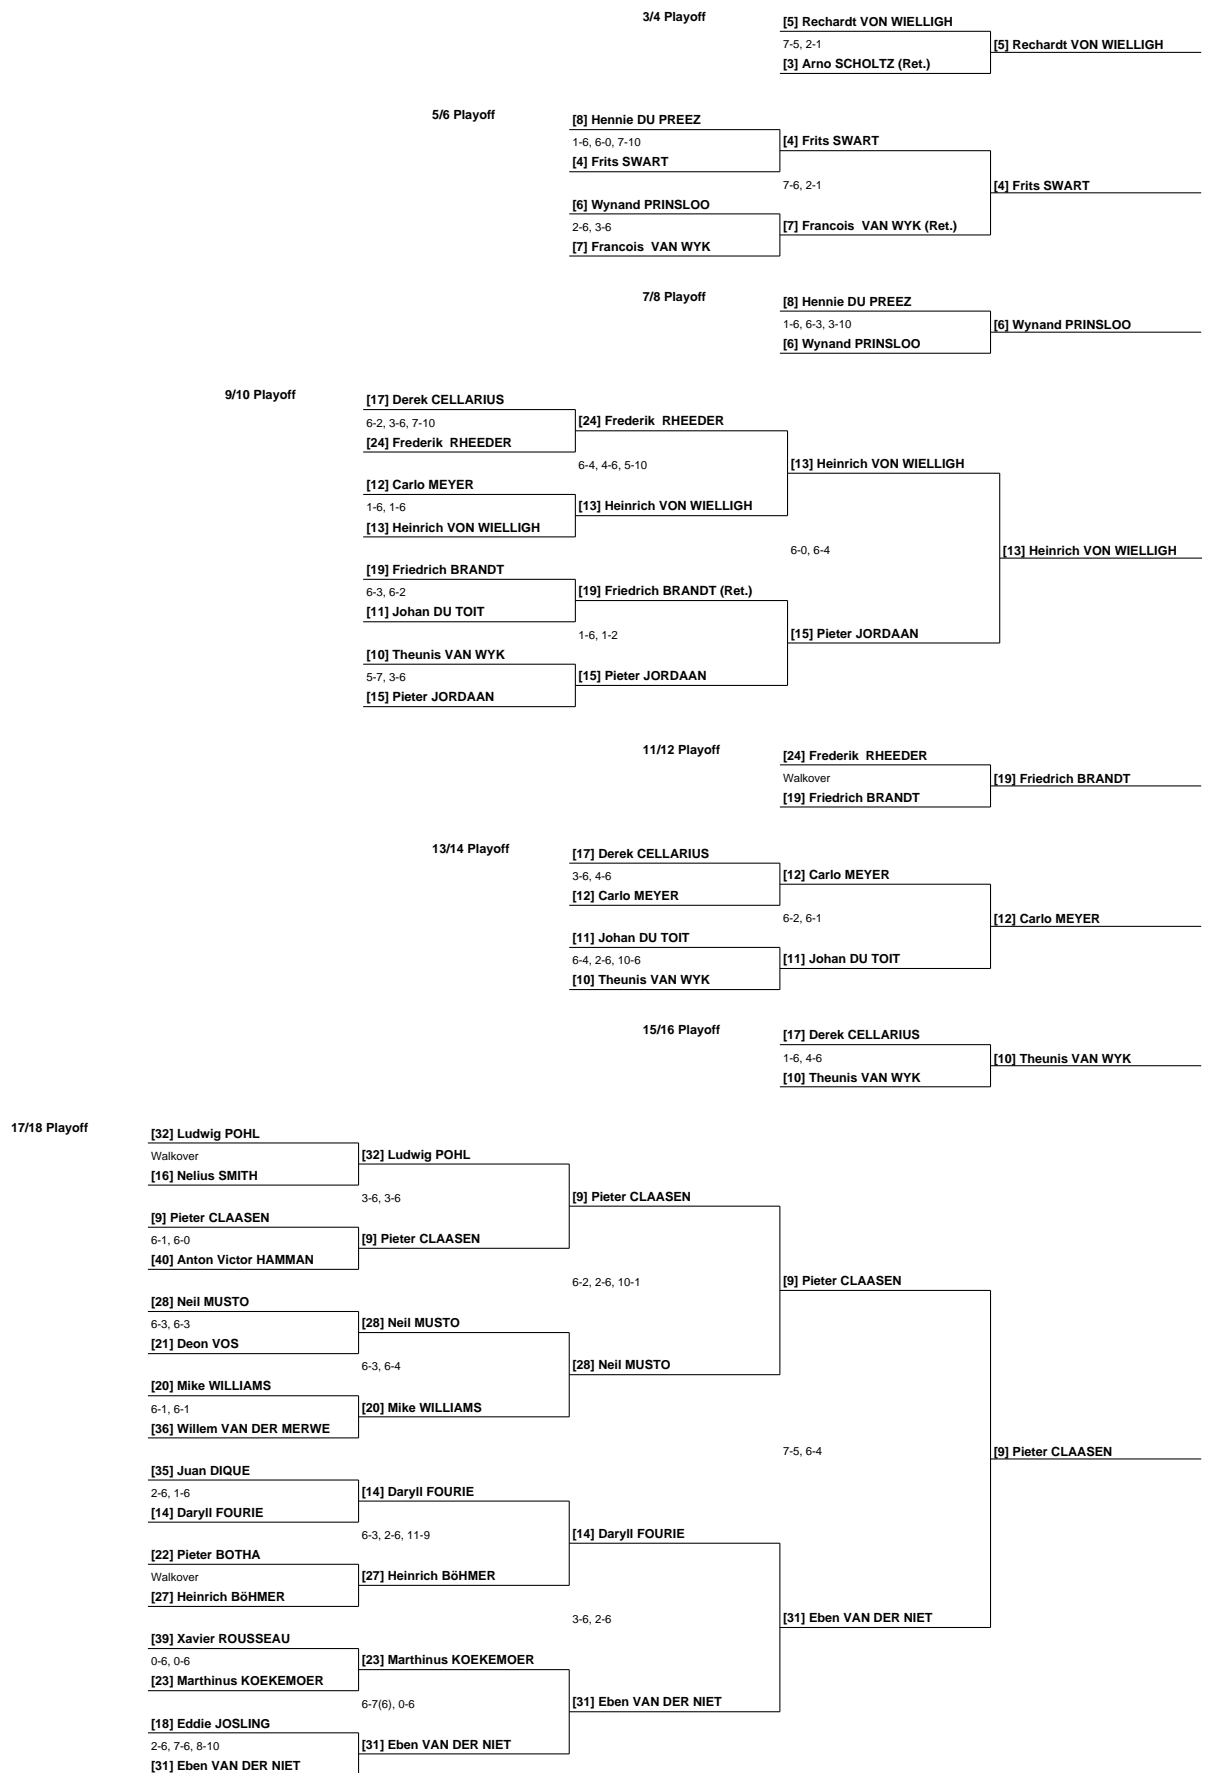 3/4 Playoff
[5] Rechardt VON WIELLIGH
7-5, 2-1
[5] Rechardt VON WIELLIGH
[3] Arno SCHOLTZ (Ret.)
5/6 Playoff
[8] Hennie DU PREEZ
1-6, 6-0, 7-10
[4] Frits SWART
[4] Frits SWART
7-6, 2-1
[4] Frits SWART
[6] Wynand PRINSLOO
2-6, 3-6
[7] Francois VAN WYK (Ret.)
[7] Francois VAN WYK
7/8 Playoff
[8] Hennie DU PREEZ
1-6, 6-3, 3-10
[6] Wynand PRINSLOO
[6] Wynand PRINSLOO
9/10 Playoff
[17] Derek CELLARIUS
6-2, 3-6, 7-10
[24] Frederik RHEEDER
[24] Frederik RHEEDER
6-4, 4-6, 5-10
[13] Heinrich VON WIELLIGH
[12] Carlo MEYER
1-6, 1-6
[13] Heinrich VON WIELLIGH
[13] Heinrich VON WIELLIGH
6-0, 6-4
[13] Heinrich VON WIELLIGH
[19] Friedrich BRANDT
6-3, 6-2
[19] Friedrich BRANDT (Ret.)
[11] Johan DU TOIT
1-6, 1-2
[15] Pieter JORDAAN
[10] Theunis VAN WYK
5-7, 3-6
[15] Pieter JORDAAN
[15] Pieter JORDAAN
11/12 Playoff
[24] Frederik RHEEDER
Walkover
[19] Friedrich BRANDT
[19] Friedrich BRANDT
13/14 Playoff
[17] Derek CELLARIUS
3-6, 4-6
[12] Carlo MEYER
[12] Carlo MEYER
6-2, 6-1
[12] Carlo MEYER
[11] Johan DU TOIT
6-4, 2-6, 10-6
[11] Johan DU TOIT
[10] Theunis VAN WYK
15/16 Playoff
[17] Derek CELLARIUS
1-6, 4-6
[10] Theunis VAN WYK
[10] Theunis VAN WYK
17/18 Playoff
[32] Ludwig POHL
Walkover
[32] Ludwig POHL
[16] Nelius SMITH
3-6, 3-6
[9] Pieter CLAASEN
[9] Pieter CLAASEN
6-1, 6-0
[9] Pieter CLAASEN
[40] Anton Victor HAMMAN
6-2, 2-6, 10-1
[9] Pieter CLAASEN
[28] Neil MUSTO
6-3, 6-3
[28] Neil MUSTO
[21] Deon VOS
6-3, 6-4
[28] Neil MUSTO
[20] Mike WILLIAMS
6-1, 6-1
[20] Mike WILLIAMS
[36] Willem VAN DER MERWE
7-5, 6-4
[9] Pieter CLAASEN
[35] Juan DIQUE
2-6, 1-6
[14] Daryll FOURIE
[14] Daryll FOURIE
6-3, 2-6, 11-9
[14] Daryll FOURIE
[22] Pieter BOTHA
Walkover
[27] Heinrich BöHMER
[27] Heinrich BöHMER
3-6, 2-6
[31] Eben VAN DER NIET
[39] Xavier ROUSSEAU
0-6, 0-6
[23] Marthinus KOEKEMOER
[23] Marthinus KOEKEMOER
6-7(6), 0-6
[31] Eben VAN DER NIET
[18] Eddie JOSLING
2-6, 7-6, 8-10
[31] Eben VAN DER NIET
[31] Eben VAN DER NIET